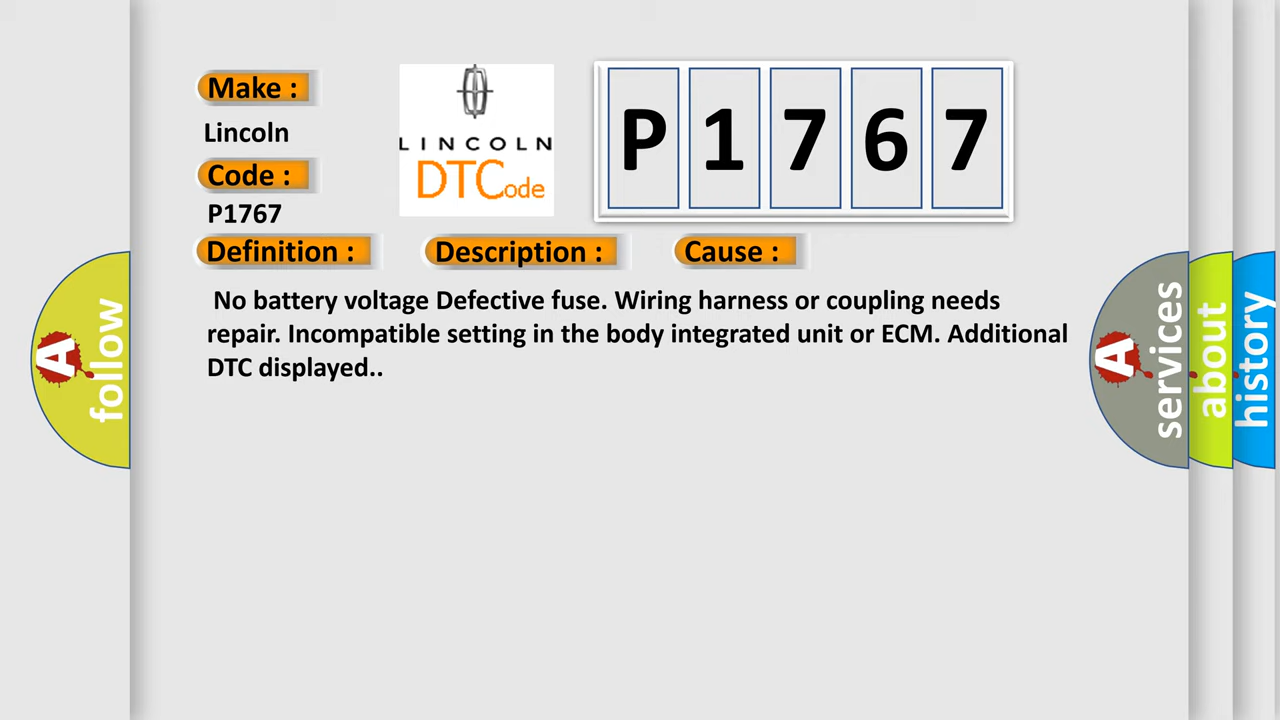 Make :
Lincoln
Code :
P1767
LINCOLN
DTCode
P 1 7 6 7
Definition :
Description :
Cause :
No battery voltage Defective fuse. Wiring harness or coupling needs
repair. Incompatible setting in the body integrated unit or ECM. Additional
DTC displayed..
A
follow
A
services
about
history